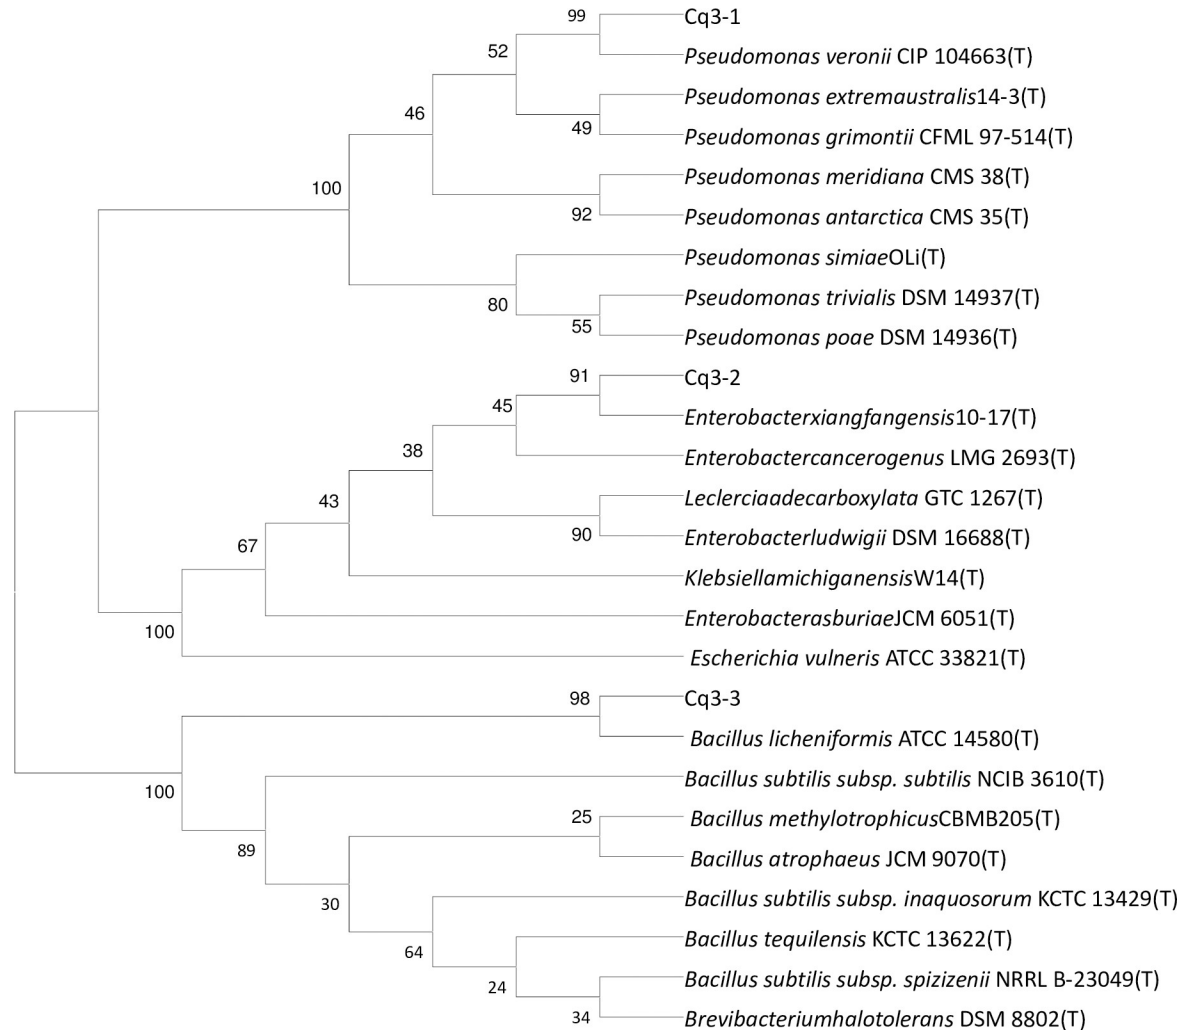 99
Cq3-1
52
Pseudomonas veronii CIP 104663(T)
Pseudomonas extremaustralis14-3(T)
46
49
Pseudomonas grimontii CFML 97-514(T)
Pseudomonas meridiana CMS 38(T)
100
92
Pseudomonas antarctica CMS 35(T)
Pseudomonas simiaeOLi(T)
80
Pseudomonas trivialis DSM 14937(T)
55
Pseudomonas poae DSM 14936(T)
91
Cq3-2
45
Enterobacterxiangfangensis10-17(T)
38
Enterobactercancerogenus LMG 2693(T)
43
Leclerciaadecarboxylata GTC 1267(T)
90
Enterobacterludwigii DSM 16688(T)
67
KlebsiellamichiganensisW14(T)
EnterobacterasburiaeJCM 6051(T)
100
Escherichia vulneris ATCC 33821(T)
98
Cq3-3
Bacillus licheniformis ATCC 14580(T)
100
Bacillus subtilis subsp. subtilis NCIB 3610(T)
25
Bacillus methylotrophicusCBMB205(T)
89
Bacillus atrophaeus JCM 9070(T)
30
Bacillus subtilis subsp. inaquosorum KCTC 13429(T)
64
Bacillus tequilensis KCTC 13622(T)
24
Bacillus subtilis subsp. spizizenii NRRL B-23049(T)
34
Brevibacteriumhalotolerans DSM 8802(T)